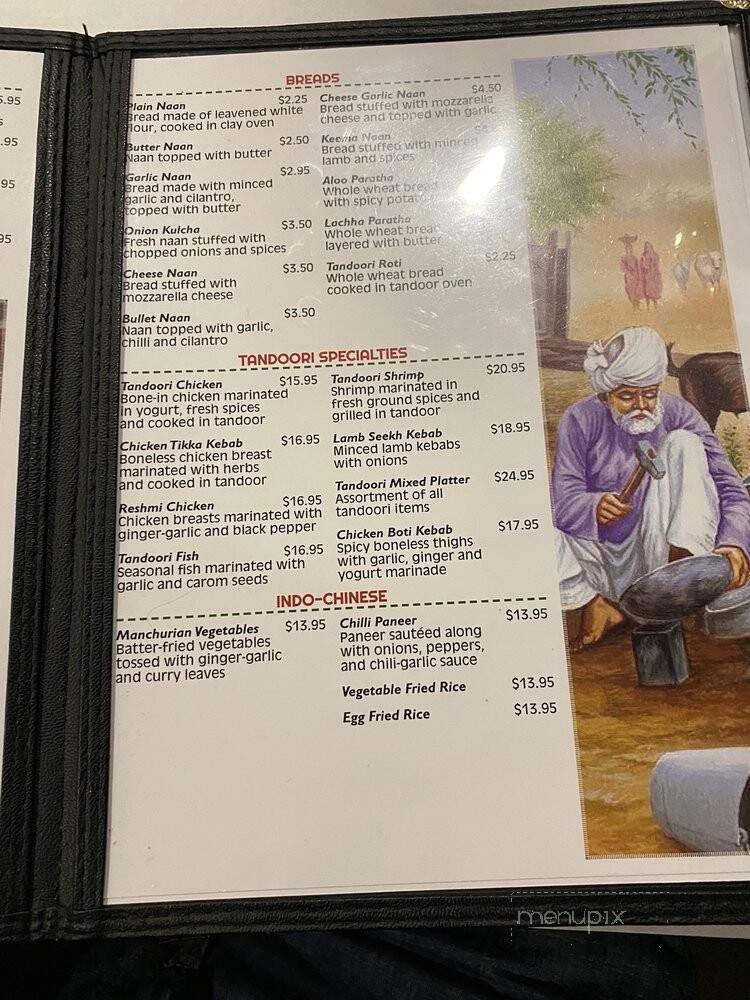 5.95
s
.95
95
95
BREADS
Plain Naan $2.25
Bread made of leavened white
flour, cooked in clay oven
Butter Naan $2.50
Naan topped with butter
Garlic Naan $2.95
Bread made with minced
garlic and cilantro,
topped with butter
Onion Kulcha $3.50
Fresh naan stuffed with
chopped onions and spices
Cheese Naan $3.50
Bread stuffed with
mozzarella cheese
Bullet Naan $3.50
Naan topped with garlic,
chilli and cilantro
Cheese Garlic Naan $4.50
Bread stuffed with mozzarella
cheese and topped with garlic
Keema Naan
Bread stuffed with minced
lamb and spices
Aloo Paratha
Whole wheat bread
with spicy potato
Lachha Paratha
Whole wheat bread
layered with butter
Tandoori Roti $2.25
Whole wheat bread
cooked in tandoor oven
TANDOORI SPECIALTIES
Tandoori Chicken $15.95
Bone-in chicken marinated
in yogurt, fresh spices
and cooked in tandoor
Chicken Tikka Kebab $16.95
Boneless chicken breast
marinated with herbs
and cooked in tandoor
Reshmi Chicken $16.95
Chicken breasts marinated with
ginger-garlic and black pepper
Tandoori Fish $16.95
Seasonal fish marinated with
garlic and carom seeds
Tandoori Shrimp $20.95
Shrimp marinated in
fresh ground spices and
grilled in tandoor
Lamb Seekh Kebab $18.95
Minced lamb kebabs
with onions
Tandoori Mixed Platter $24.95
Assortment of all
tandoori items
Chicken Boti Kebab $17.95
Spicy boneless thighs
with garlic, ginger and
yogurt marinade
INDO-CHINESE
Manchurian Vegetables $13.95
Batter-fried vegetables
tossed with ginger-garlic
and curry leaves
Chilli Paneer $13.95
Paneer sautéed along
with onions, peppers,
and chili-garlic sauce
Vegetable Fried Rice $13.95
Egg Fried Rice $13.95
menupix